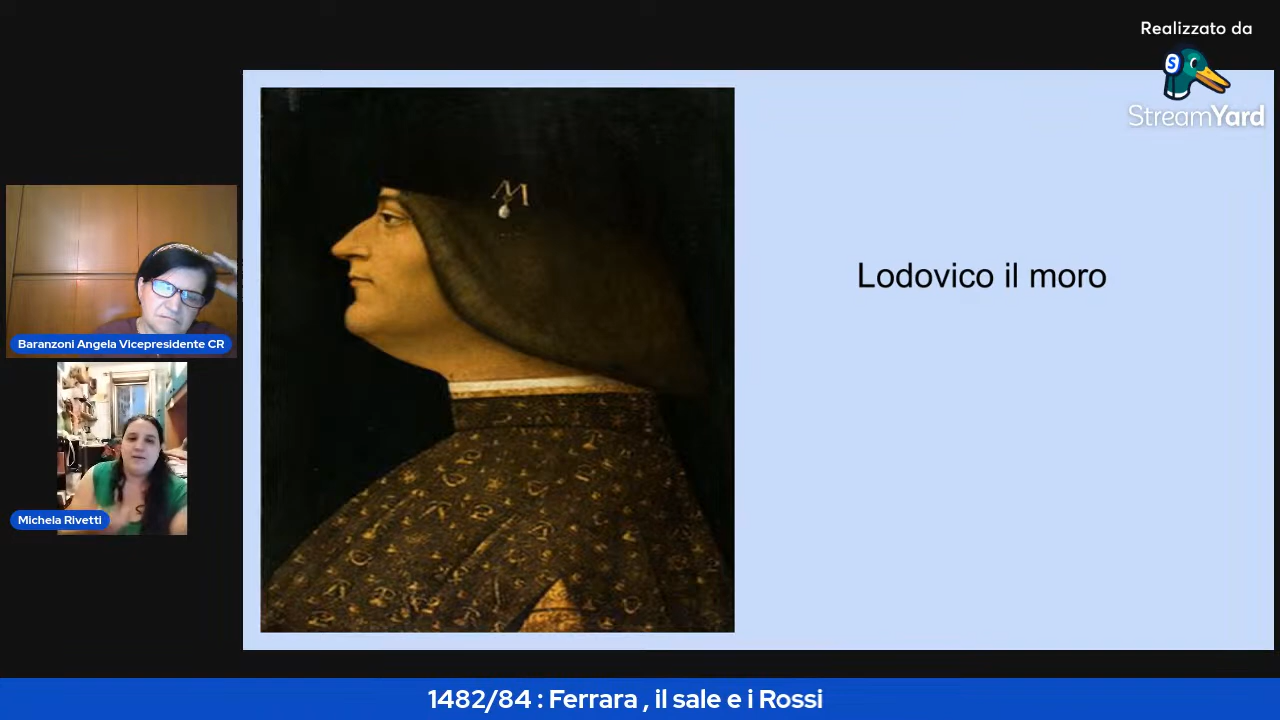 Realizzato da
StreamYard
M
Lodovico il moro
Baranzoni Angela Vicepresidente CR
Michela Rivetti
1482/84 : Ferrara , il sale e i Rossi